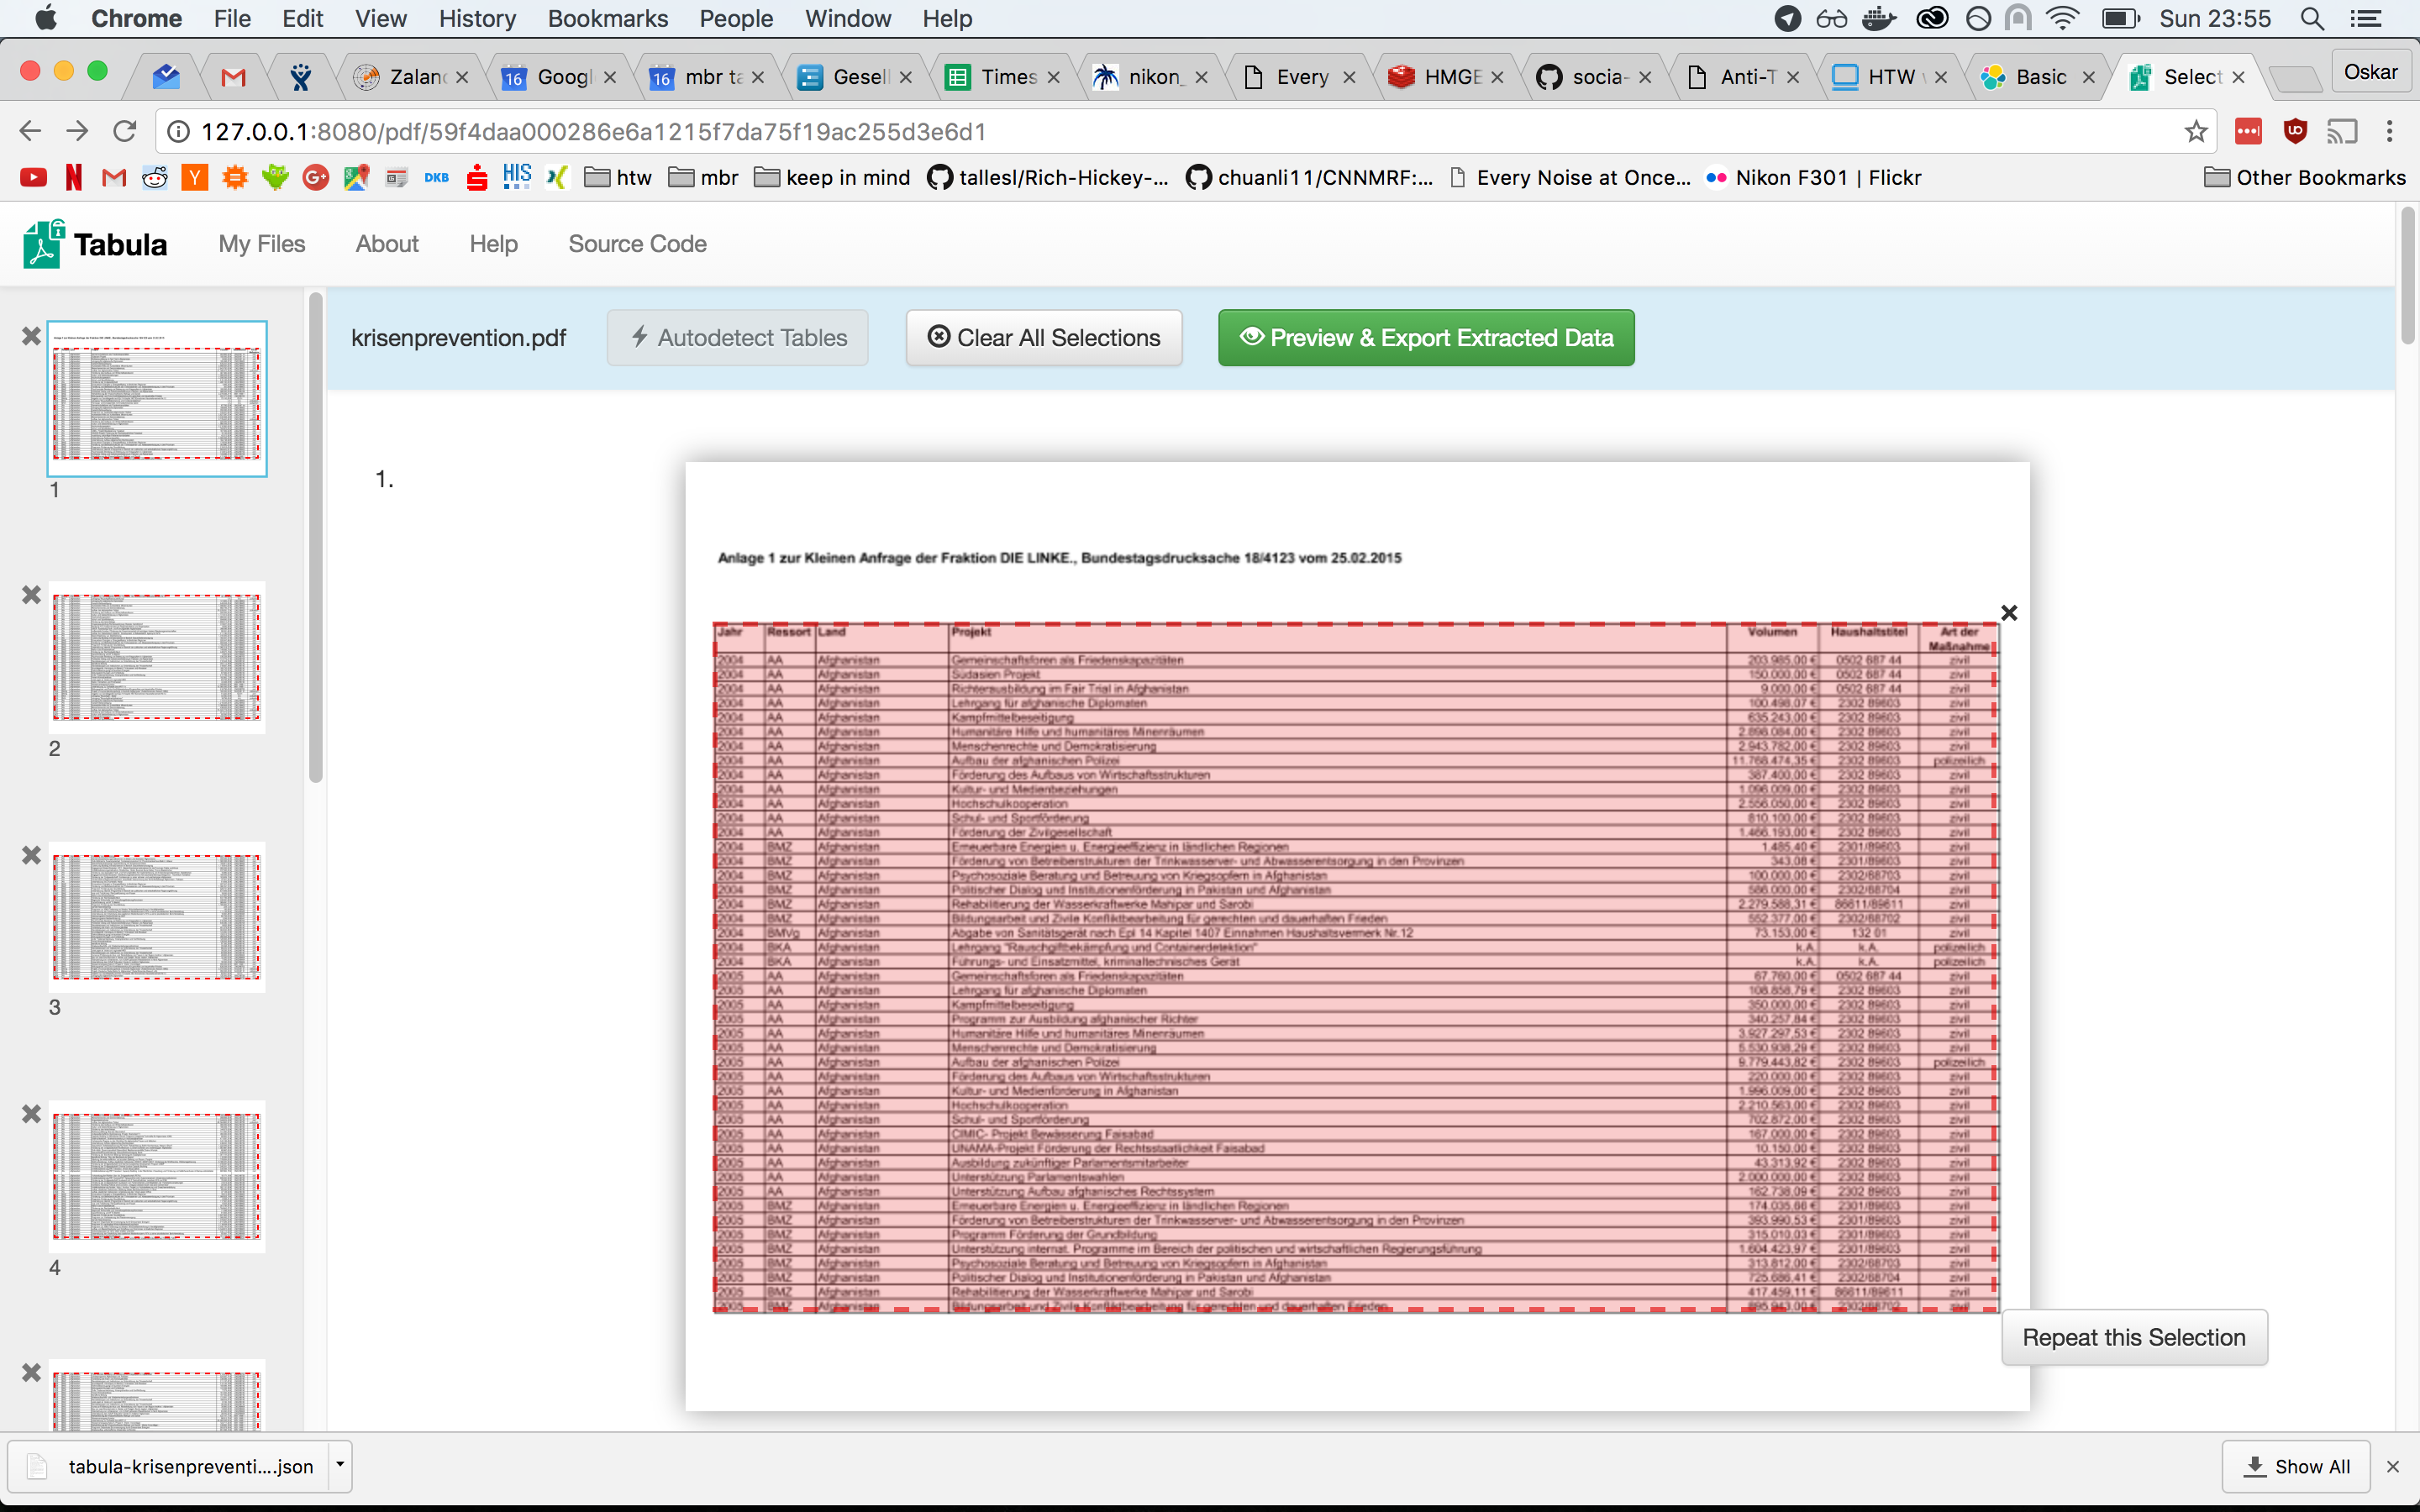 Chrome File Edit View History Bookmarks People Window Help Sun 23:55
Zaland Googl mbr ta Gesell Times nikon_ Every HMGE socia- Anti-T HTW Basic Select Oskar
127.0.0.1:8080/pdf/59f4daa000286e6a1215f7da75f19ac255d3e6d1
DKB HIS htw mbr keep in mind tallesl/Rich-Hickey-... chuanli11/CNNMRF:... Every Noise at Once... Nikon F301 | Flickr Other Bookmarks
Tabula My Files About Help Source Code
krisenprevention.pdf Autodetect Tables Clear All Selections Preview & Export Extracted Data
1
2
3
4
1.
Anlage 1 zur Kleinen Anfrage der Fraktion DIE LINKE., Bundestagsdrucksache 18/4123 vom 25.02.2015
Jahr Ressort Land Projekt Volumen Haushaltstitel Art der Maßnahme
2004 AA Afghanistan Gemeinschaftsforen als Friedenskapazitäten 203.985,00 € 0502 687 44 zivil
2004 AA Afghanistan Südasien Projekt 150.000,00 € 0502 687 44 zivil
2004 AA Afghanistan Richterausbildung im Fair Trial in Afghanistan 9.000,00 € 0502 687 44 zivil
2004 AA Afghanistan Lehrgang für afghanische Diplomaten 100.498,07 € 2302 89603 zivil
2004 AA Afghanistan Kampfmittelbeseitigung 635.243,00 € 2302 89603 zivil
2004 AA Afghanistan Humanitäre Hilfe und humanitäres Minenräumen 2.898.084,00 € 2302 89603 zivil
2004 AA Afghanistan Menschenrechte und Demokratisierung 2.943.782,00 € 2302 89603 zivil
2004 AA Afghanistan Aufbau der afghanischen Polizei 11.768.474,35 € 2302 89603 polizeilich
2004 AA Afghanistan Förderung des Aufbaus von Wirtschaftsstrukturen 387.400,00 € 2302 89603 zivil
2004 AA Afghanistan Kultur- und Medienbeziehungen 1.096.009,00 € 2302 89603 zivil
2004 AA Afghanistan Hochschulkooperation 2.556.050,00 € 2302 89603 zivil
2004 AA Afghanistan Schul- und Sportförderung 810.100,00 € 2302 89603 zivil
2004 AA Afghanistan Förderung der Zivilgesellschaft 1.466.193,00 € 2302 89603 zivil
2004 BMZ Afghanistan Erneuerbare Energien u. Energieeffizienz in ländlichen Regionen 1.485,40 € 2301/89603 zivil
2004 BMZ Afghanistan Förderung von Betreiberstrukturen der Trinkwasserver- und Abwasserentsorgung in den Provinzen 343,08 € 2301/89603 zivil
2004 BMZ Afghanistan Psychosoziale Beratung und Betreuung von Kriegsopfern in Afghanistan 100.000,00 € 2302/68703 zivil
2004 BMZ Afghanistan Politischer Dialog und Institutionenförderung in Pakistan und Afghanistan 586.000,00 € 2302/68704 zivil
2004 BMZ Afghanistan Rehabilitierung der Wasserkraftwerke Mahipar und Sarobi 2.279.588,31 € 86611/89611 zivil
2004 BMZ Afghanistan Bildungsarbeit und Zivile Konfliktbearbeitung für gerechten und dauerhaften Frieden 552.377,00 € 2302/68702 zivil
2004 BMVg Afghanistan Abgabe von Sanitätsgerät nach Epl 14 Kapitel 1407 Einnahmen Haushaltsvermerk Nr. 12 73.153,00 € 132 01 zivil
2004 BKA Afghanistan Lehrgang "Rauschgiftbekämpfung und Containerdetektion" k.A. k.A. polizeilich
2004 BKA Afghanistan Führungs- und Einsatzmittel, kriminaltechnisches Gerät k.A. k.A. polizeilich
2005 AA Afghanistan Gemeinschaftsforen als Friedenskapazitäten 67.760,00 € 0502 687 44 zivil
2005 AA Afghanistan Lehrgang für afghanische Diplomaten 108.858,79 € 2302 89603 zivil
2005 AA Afghanistan Kampfmittelbeseitigung 350.000,00 € 2302 89603 zivil
2005 AA Afghanistan Programm zur Ausbildung afghanischer Richter 340.257,84 € 2302 89603 zivil
2005 AA Afghanistan Humanitäre Hilfe und humanitäres Minenräumen 3.927.297,53 € 2302 89603 zivil
2005 AA Afghanistan Menschenrechte und Demokratisierung 5.530.938,29 € 2302 89603 zivil
2005 AA Afghanistan Aufbau der afghanischen Polizei 9.779.443,82 € 2302 89603 polizeilich
2005 AA Afghanistan Förderung des Aufbaus von Wirtschaftsstrukturen 220.000,00 € 2302 89603 zivil
2005 AA Afghanistan Kultur- und Medienförderung in Afghanistan 1.996.009,00 € 2302 89603 zivil
2005 AA Afghanistan Hochschulkooperation 2.210.563,00 € 2302 89603 zivil
2005 AA Afghanistan Schul- und Sportförderung 702.872,00 € 2302 89603 zivil
2005 AA Afghanistan CIMIC- Projekt Bewässerung Faisabad 167.000,00 € 2302 89603 zivil
2005 AA Afghanistan UNAMA-Projekt Förderung der Rechtsstaatlichkeit Faisabad 10.150,00 € 2302 89603 zivil
2005 AA Afghanistan Ausbildung zukünftiger Parlamentsmitarbeiter 43.313,92 € 2302 89603 zivil
2005 AA Afghanistan Unterstützung Parlamentswahlen 2.000.000,00 € 2302 89603 zivil
2005 AA Afghanistan Unterstützung Aufbau afghanisches Rechtssystem 162.738,09 € 2302 89603 zivil
2005 BMZ Afghanistan Erneuerbare Energien u. Energieeffizienz in ländlichen Regionen 174.035,66 € 2301/89603 zivil
2005 BMZ Afghanistan Förderung von Betreiberstrukturen der Trinkwasserver- und Abwasserentsorgung in den Provinzen 393.990,53 € 2301/89603 zivil
2005 BMZ Afghanistan Programm Förderung der Grundbildung 315.010,03 € 2301/89603 zivil
2005 BMZ Afghanistan Unterstützung internat. Programme im Bereich der politischen und wirtschaftlichen Regierungsführung 1.604.423,97 € 2301/89603 zivil
2005 BMZ Afghanistan Psychosoziale Beratung und Betreuung von Kriegsopfern in Afghanistan 313.812,00 € 2302/68703 zivil
2005 BMZ Afghanistan Politischer Dialog und Institutionenförderung in Pakistan und Afghanistan 725.686,41 € 2302/68704 zivil
2005 BMZ Afghanistan Rehabilitierung der Wasserkraftwerke Mahipar und Sarobi 417.459,11 € 86611/89611 zivil
2005 BMZ Afghanistan Bildungsarbeit und Zivile Konfliktbearbeitung für gerechten und dauerhaften Frieden 2302/68702 zivil
Repeat this Selection
tabula-krisenpreventi....json Show All